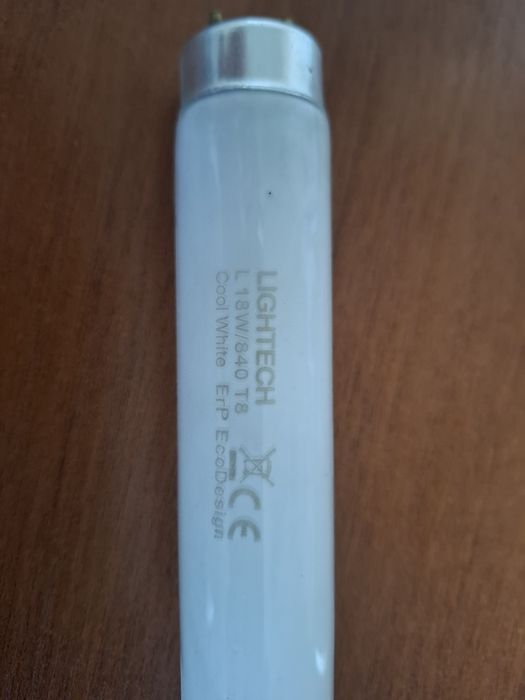 LIGHTECH
L 18W/840 T8 CE
Cool White ErP EcoDesign